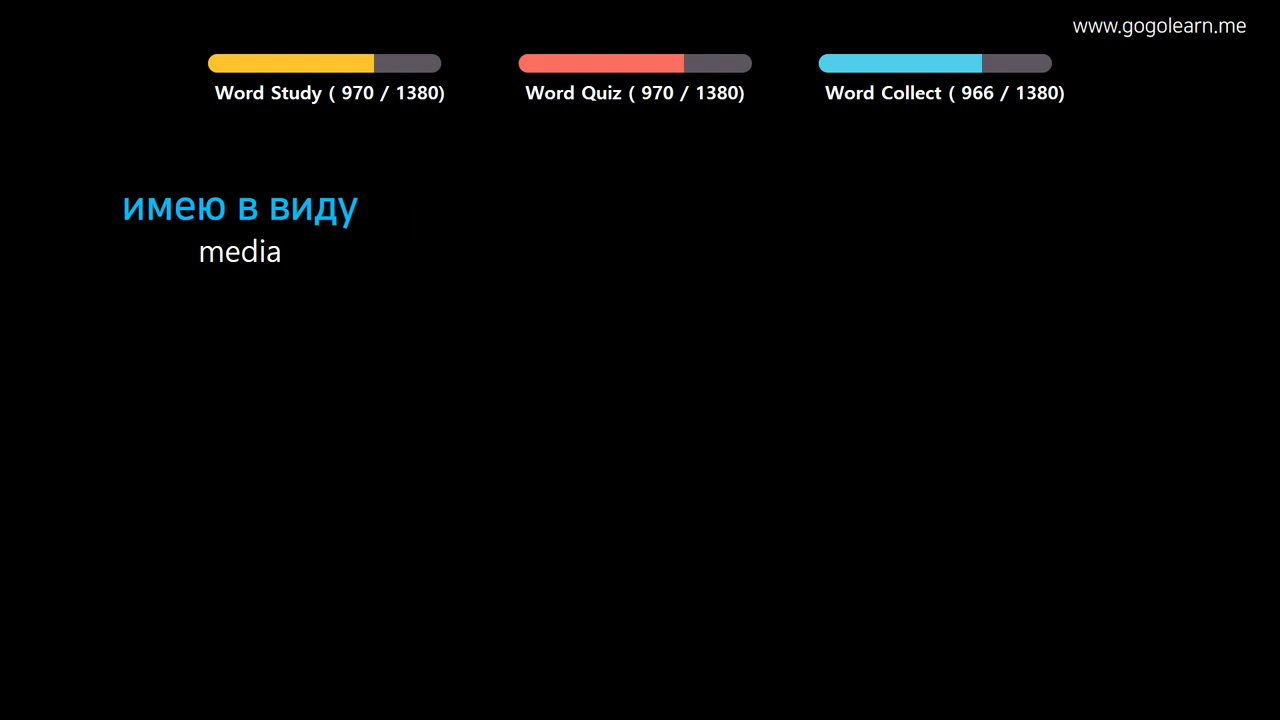 www.gogolearn.me
Word Study ( 970 / 1380)
Word Quiz ( 970 / 1380)
Word Collect ( 966 / 1380)
имею в виду
media